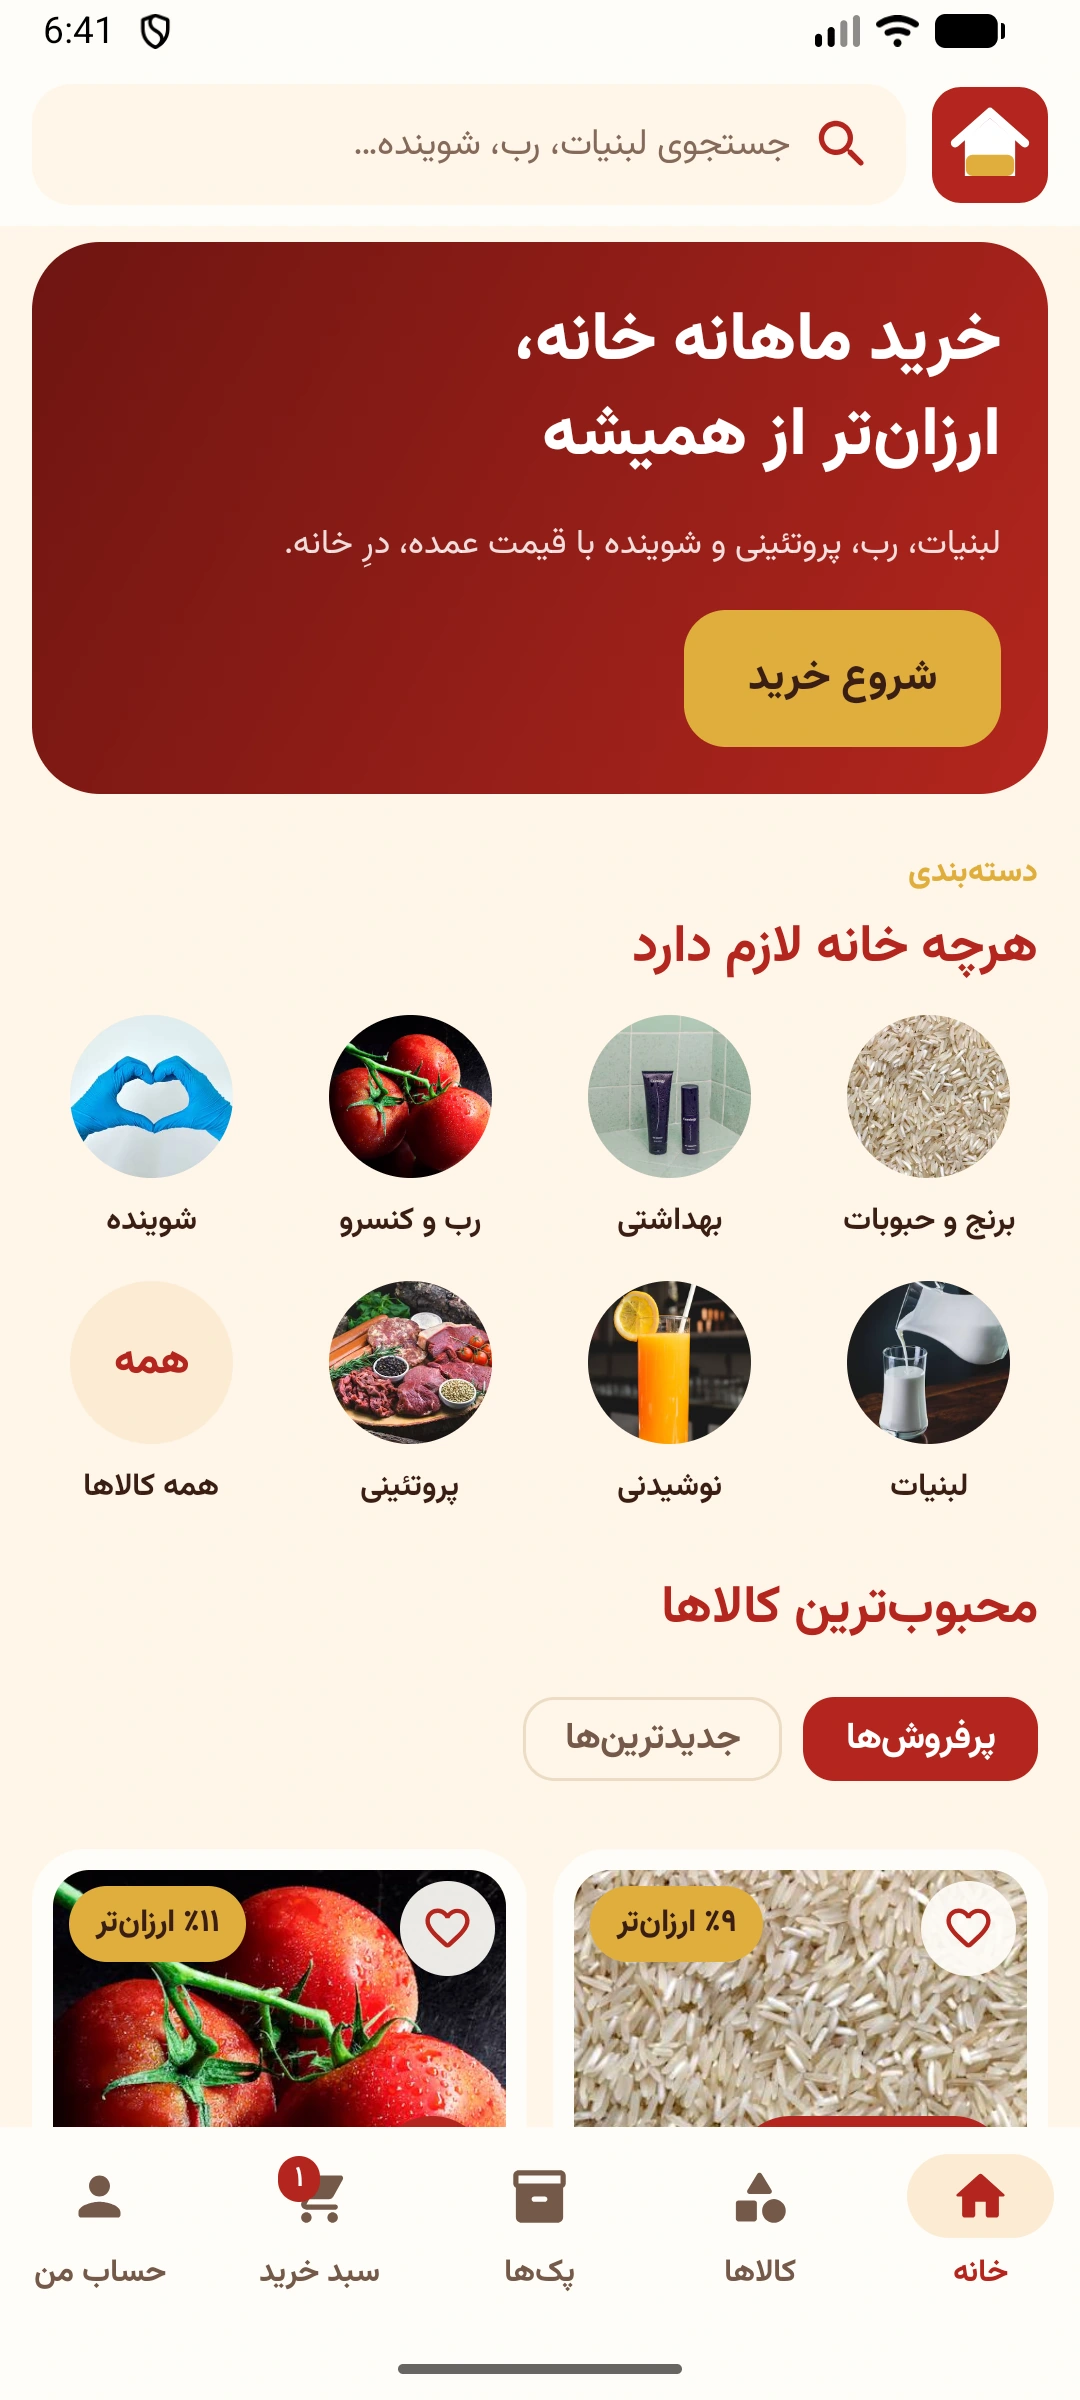 6:41
جستجوی لبنیات، رب، شوینده...
خرید ماهانه خانه،
ارزان‌تر از همیشه
لبنیات، رب، پروتئینی و شوینده با قیمت عمده، درِ خانه.
شروع خرید
دسته‌بندی
هرچه خانه لازم دارد
برنج و حبوبات
بهداشتی
رب و کنسرو
شوینده
همه
لبنیات
نوشیدنی
پروتئینی
همه کالاها
محبوب‌ترین کالاها
پرفروش‌ها
جدیدترین‌ها
۹٪ ارزان‌تر
۱۱٪ ارزان‌تر
۱
خانه
کالاها
پک‌ها
سبد خرید
حساب من